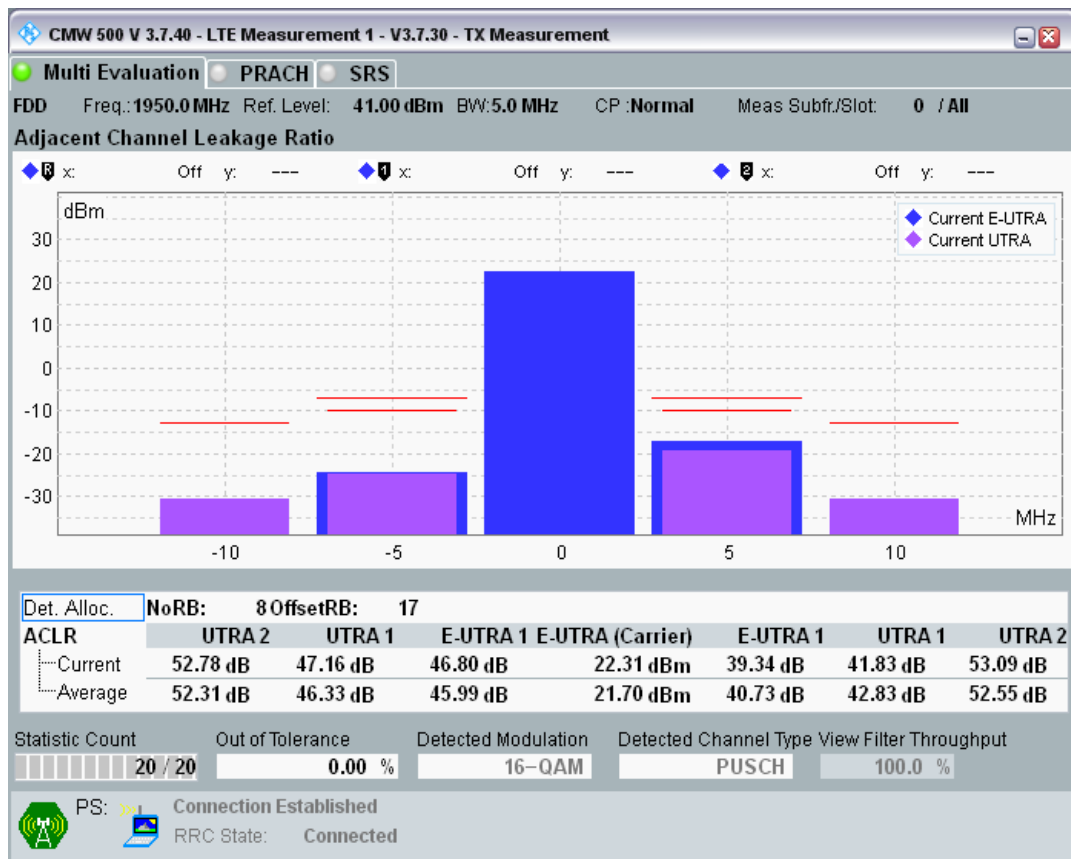 CMW 500 V 3.7.40 - LTE Measurement 1 - V3.7.30 - TX Measurement
Multi Evaluation PRACH SRS
FDD Freq.:1950.0 MHz Ref. Level: 41.00 dBm BW:5.0 MHz CP :Normal Meas Subfr./Slot: 0 / All
Adjacent Channel Leakage Ratio
R x: Off y: --- 1 x: Off y: --- 2 x: Off y: ---
dBm
Current E-UTRA
Current UTRA
30
20
10
0
-10
-20
-30
MHz
-10 -5 0 5 10
Det. Alloc. NoRB: 8 OffsetRB: 17
ACLR UTRA 2 UTRA 1 E-UTRA 1 E-UTRA (Carrier) E-UTRA 1 UTRA 1 UTRA 2
Current 52.78 dB 47.16 dB 46.80 dB 22.31 dBm 39.34 dB 41.83 dB 53.09 dB
Average 52.31 dB 46.33 dB 45.99 dB 21.70 dBm 40.73 dB 42.83 dB 52.55 dB
Statistic Count Out of Tolerance Detected Modulation Detected Channel Type View Filter Throughput
20 / 20 0.00 % 16-QAM PUSCH 100.0 %
PS: Connection Established
RRC State: Connected